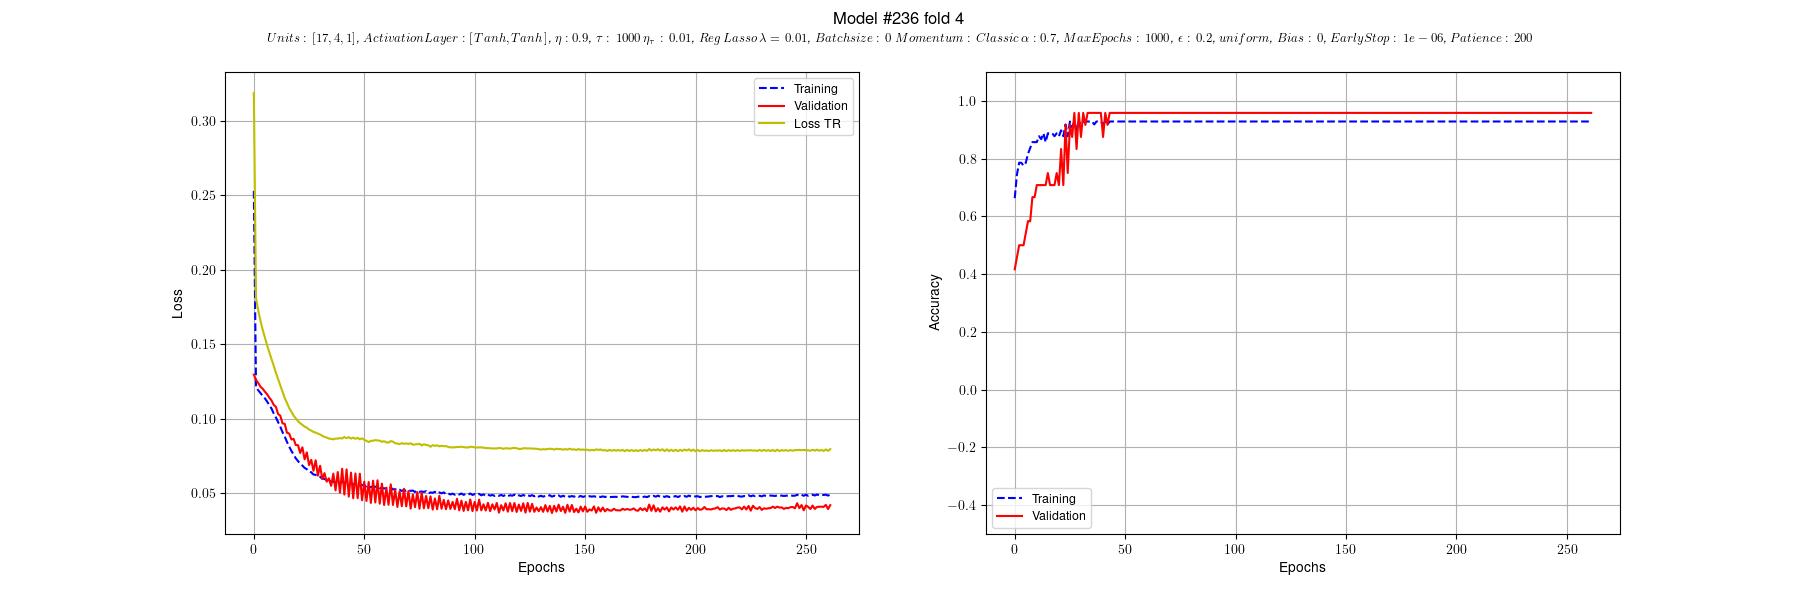 Model #236 fold 4
Units : [17, 4, 1], ActivationLayer : [Tanh, Tanh], η : 0.9, τ : 1000 η_τ : 0.01, Reg Lasso λ = 0.01, Batchsize : 0 Momentum : Classic α : 0.7, MaxEpochs : 1000, ϵ : 0.2, uniform, Bias : 0, EarlyStop : 1e − 06, Patience : 200
Training
Validation
Loss TR
0.30
0.25
0.20
0.15
0.10
0.05
Loss
0 50 100 150 200 250
Epochs
1.0
0.8
0.6
0.4
0.2
0.0
−0.2
−0.4
Accuracy
Training
Validation
0 50 100 150 200 250
Epochs